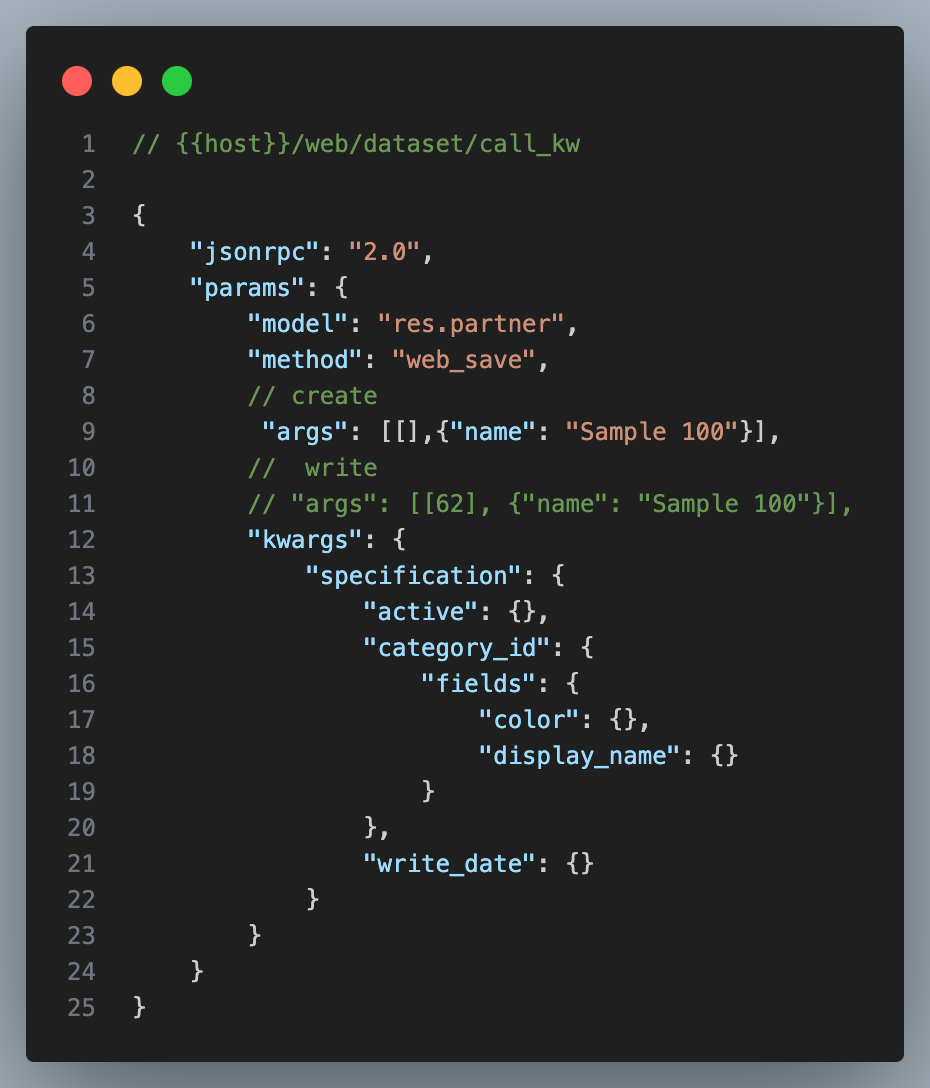 1 // {{host}}/web/dataset/call_kw
2
3 {
4     "jsonrpc": "2.0",
5     "params": {
6         "model": "res.partner",
7         "method": "web_save",
8         // create
9          "args": [[],{"name": "Sample 100"}],
10         //  write
11         // "args": [[62], {"name": "Sample 100"}],
12         "kwargs": {
13             "specification": {
14                 "active": {},
15                 "category_id": {
16                     "fields": {
17                         "color": {},
18                         "display_name": {}
19                     }
20                 },
21                 "write_date": {}
22             }
23         }
24     }
25 }